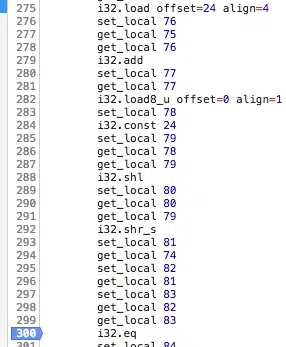 275 i32.load offset=24 align=4
276 set_local 76
277 get_local 75
278 get_local 76
279 i32.add
280 set_local 77
281 get_local 77
282 i32.load8_u offset=0 align=1
283 set_local 78
284 i32.const 24
285 set_local 79
286 get_local 78
287 get_local 79
288 i32.shl
289 set_local 80
290 get_local 80
291 get_local 79
292 i32.shr_s
293 set_local 81
294 get_local 74
295 set_local 82
296 get_local 81
297 set_local 83
298 get_local 82
299 get_local 83
300 i32.eq
301 set_local 84